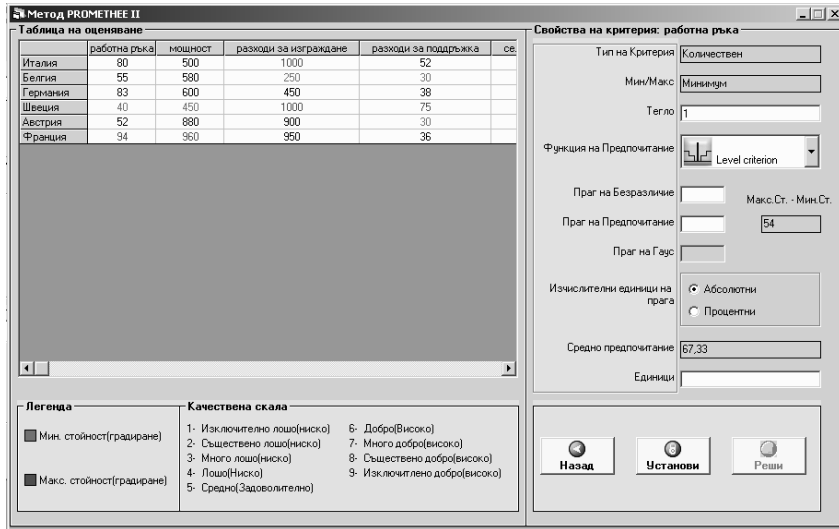 Метод PROMETHEE II
Таблица на оценяване
работна ръка мощност разходи за изграждане разходи за поддръжка се.
Италия 80 500 1000 52
Белгия 55 580 250 30
Германия 83 600 450 38
Швеция 40 450 1000 75
Австрия 52 880 900 30
Франция 94 960 950 36
Легенда
Мин. стойност(градиране)
Макс. стойност(градиране)
Качествена скала
1- Изключително лошо(ниско)
2- Съществено лошо(ниско)
3- Много лошо(ниско)
4- Лошо(Ниско)
5- Средно(Задоволително)
6- Добро(Високо)
7- Много добро(високо)
8- Съществено добро(високо)
9- Изключитлено добро(високо)
Свойства на критерия: работна ръка
Тип на Критерия Количествен
Мин/Макс Минимум
Тегло 1
Функция на Предпочитание Level criterion
Праг на Безразличие Макс.Ст. - Мин.Ст.
Праг на Предпочитание 54
Праг на Гаус
Изчислителни единици на Абсолютни
прага
Процентни
Средно предпочитание 67,33
Единици
Назад Установи Реши